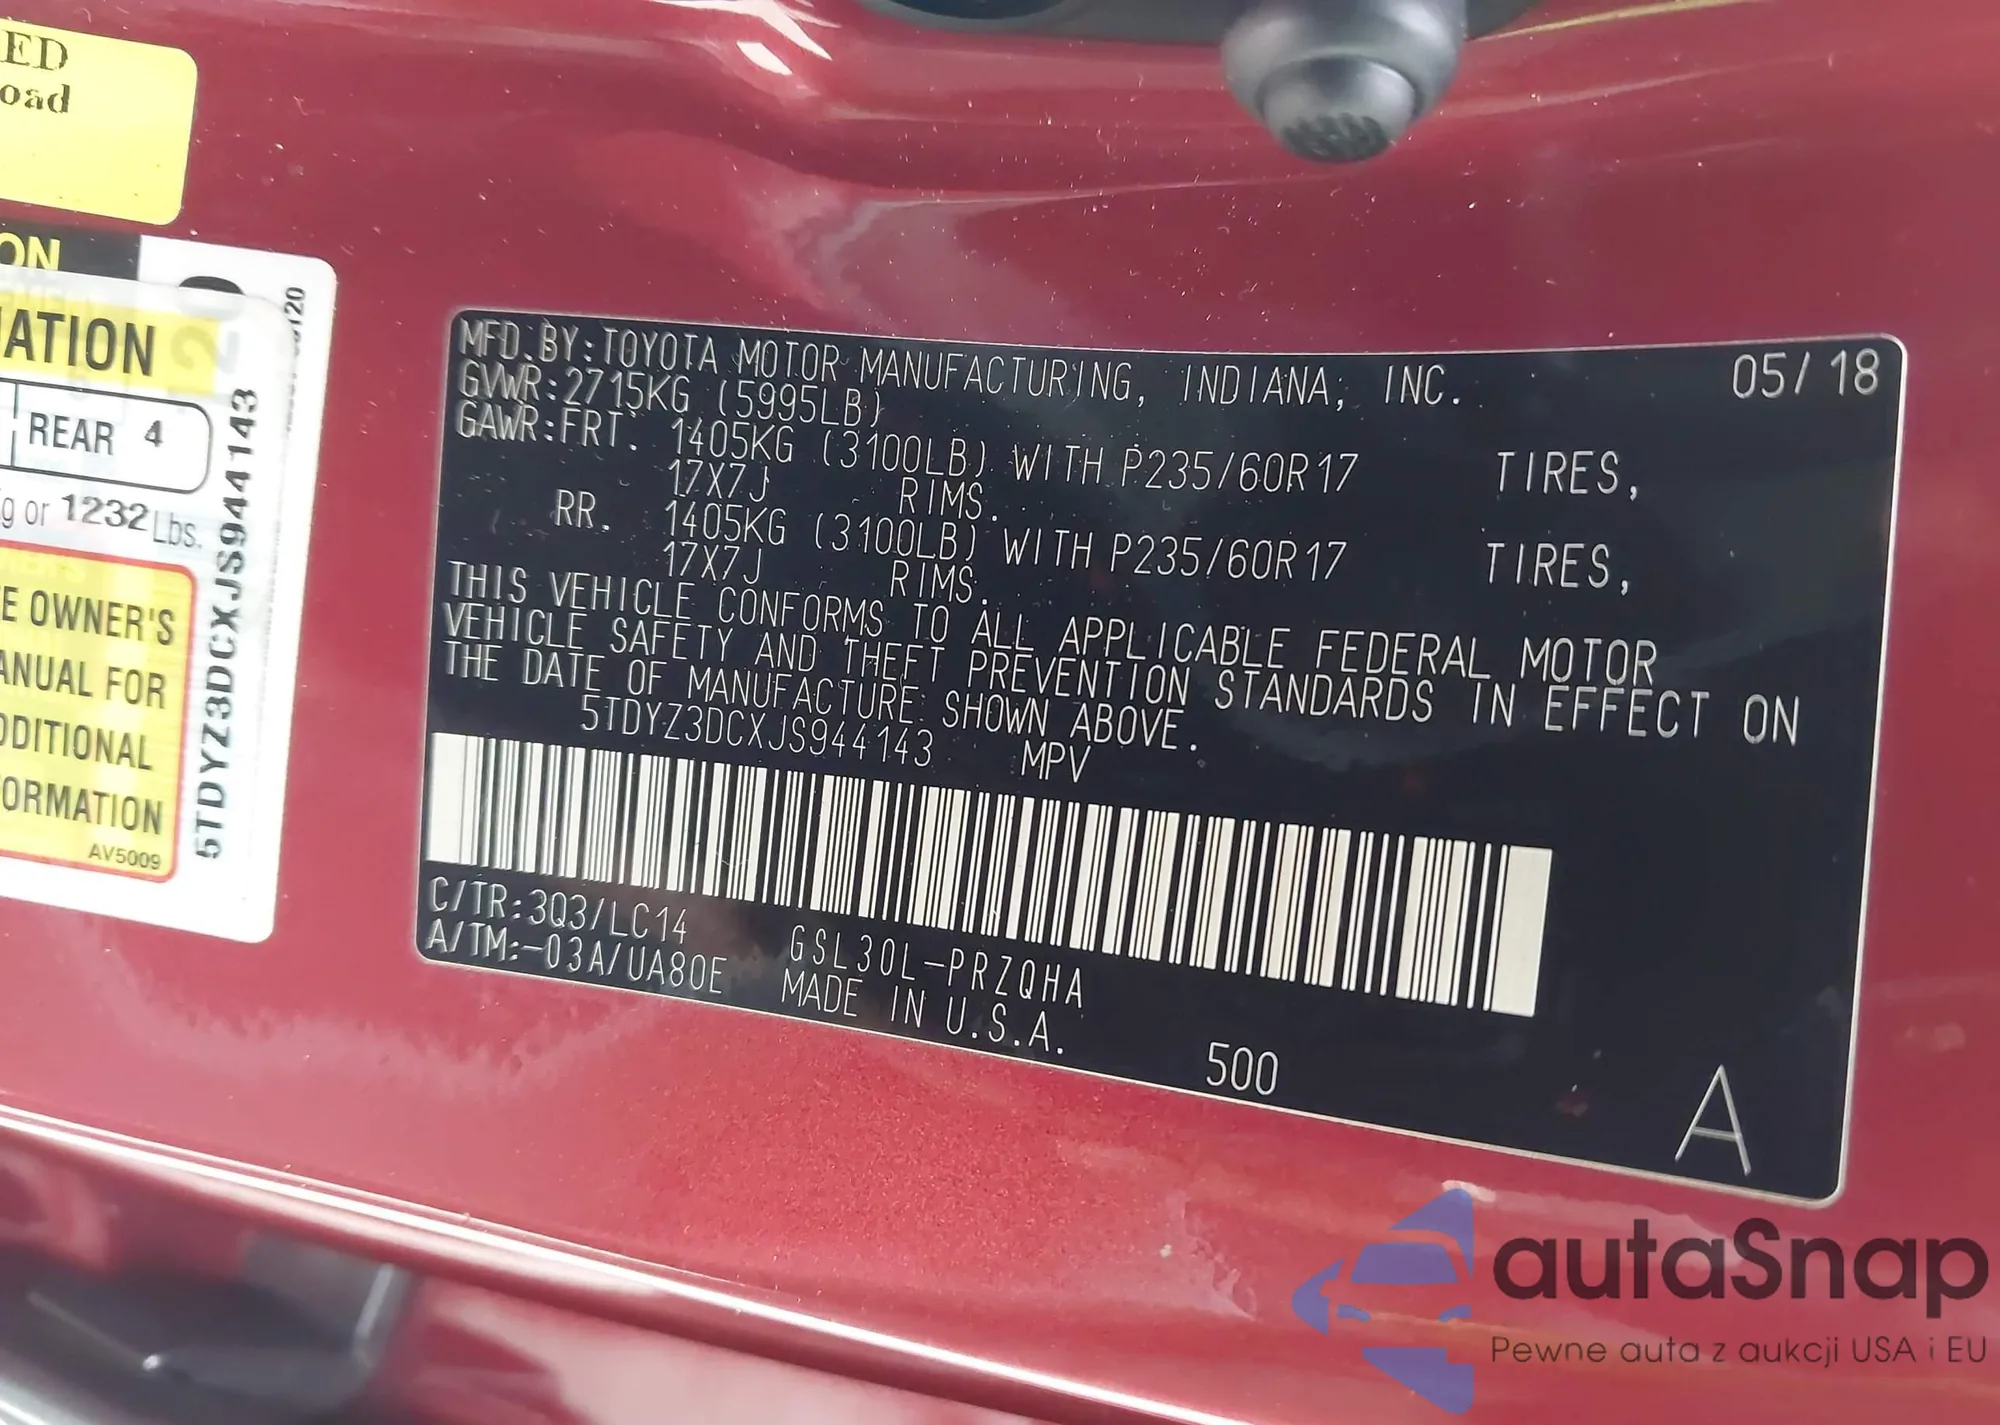 ED
oad
ON
ATION
REAR 4
g or 1232 Lbs.
E OWNER'S
ANUAL FOR
DDITIONAL
ORMATION
AV5009
5TDYZ3DCXJS944143
MFD.BY:TOYOTA MOTOR MANUFACTURING, INDIANA, INC. 05/18
GVWR:2715KG (5995LB)
GAWR:FRT. 1405KG (3100LB) WITH P235/60R17 TIRES,
17X7J RIMS.
RR. 1405KG (3100LB) WITH P235/60R17 TIRES,
17X7J RIMS.
THIS VEHICLE CONFORMS TO ALL APPLICABLE FEDERAL MOTOR
VEHICLE SAFETY AND THEFT PREVENTION STANDARDS IN EFFECT ON
THE DATE OF MANUFACTURE SHOWN ABOVE.
5TDYZ3DCXJS944143 MPV
C/TR:3Q3/LC14 GSL30L-PRZQHA
A/TM:-03A/UA80E MADE IN U.S.A.
500
A
autaSnap
Pewne auta z aukcji USA i EU